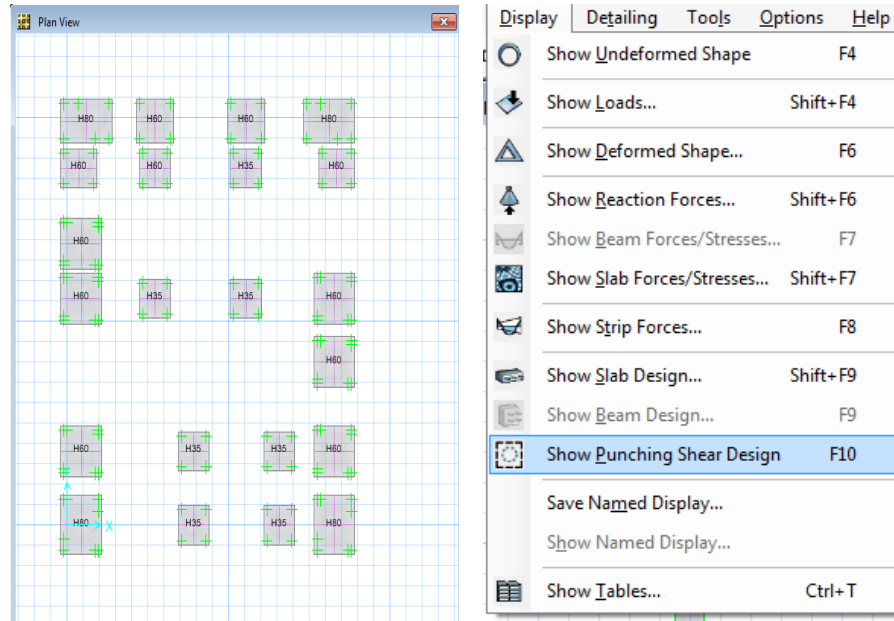 Plan View
H80 H60 H60 H80
H60 H60 H35 H60
H60
H60 H35 H35 H60
H60
H60 H35 H35 H60
H80 X H35 H35 H80
Display Detailing Tools Options Help
Show Undeformed Shape F4
Show Loads... Shift+F4
Show Deformed Shape... F6
Show Reaction Forces... Shift+F6
Show Beam Forces/Stresses... F7
Show Slab Forces/Stresses... Shift+F7
Show Strip Forces... F8
Show Slab Design... Shift+F9
Show Beam Design... F9
Show Punching Shear Design F10
Save Named Display...
Show Named Display...
Show Tables... Ctrl+T